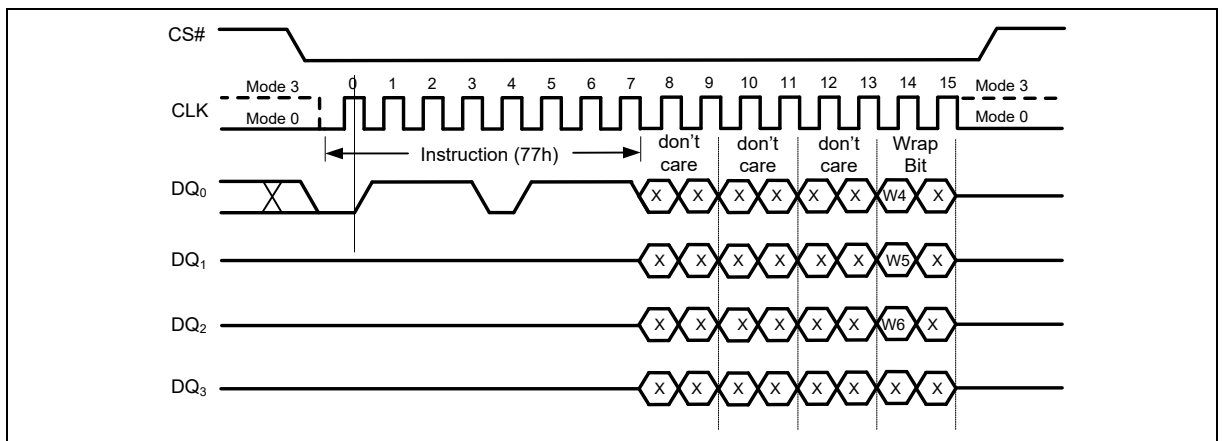 CS#
Mode 3 0 1 2 3 4 5 6 7 8 9 10 11 12 13 14 15 Mode 3
CLK
Mode 0 Mode 0
Instruction (77h)
don't care don't care don't care Wrap Bit
DQ0 X X X X X X W4 X
DQ1 X X X X X X W5 X
DQ2 X X X X X X W6 X
DQ3 X X X X X X X X